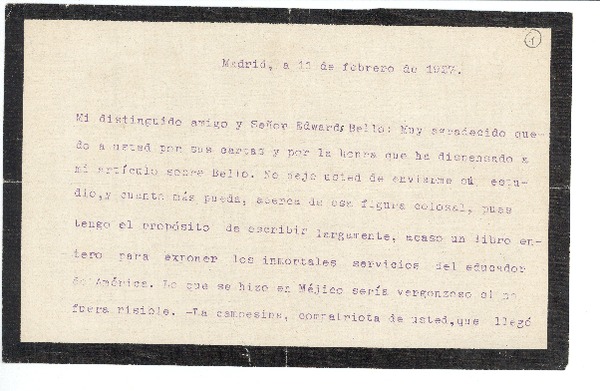 1
Madrid, a 11 de febrero de 1927.
Mi distinguido amigo y Señor Edwards Bello: Muy agradecido que-
do a usted por sus cartas y por la honra que ha dispensado a
mi artículo sobre Bello. No deje usted de enviarme su estu-
dio, y cuanto más pueda, acerca de esa figura colosal, pues
tengo el propósito de escribir largamente, acaso un libro en-
tero para exponer los inmortales servicios del educador
de América. Lo que se hizo en Méjico sería vergonzoso si no
fuera risible. -La campesina, compatriota de usted, que llegó